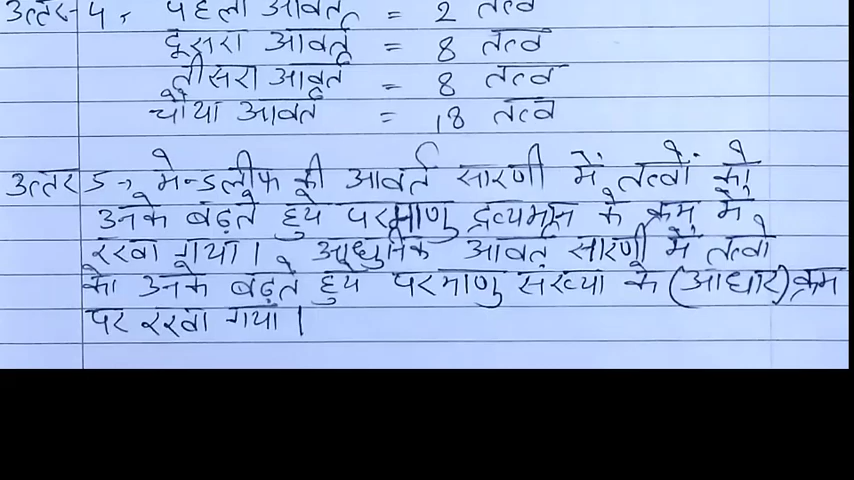 उत्तर-4, पहला आवर्त = 2 तत्व
दूसरा आवर्त = 8 तत्व
तीसरा आवर्त = 8 तत्व
चौथा आवर्त = 18 तत्व
उत्तर 5→ मेन्डलीफ की आवर्त सारणी में तत्वों को
उनके बढ़ते हुये परमाणु द्रव्यमान के क्रम में
रखा गया। आधुनिक आवर्त सारणी में तत्वो
को उनके बढ़ते हुये परमाणु संख्या के (आधार) क्रम
पर रखा गया।